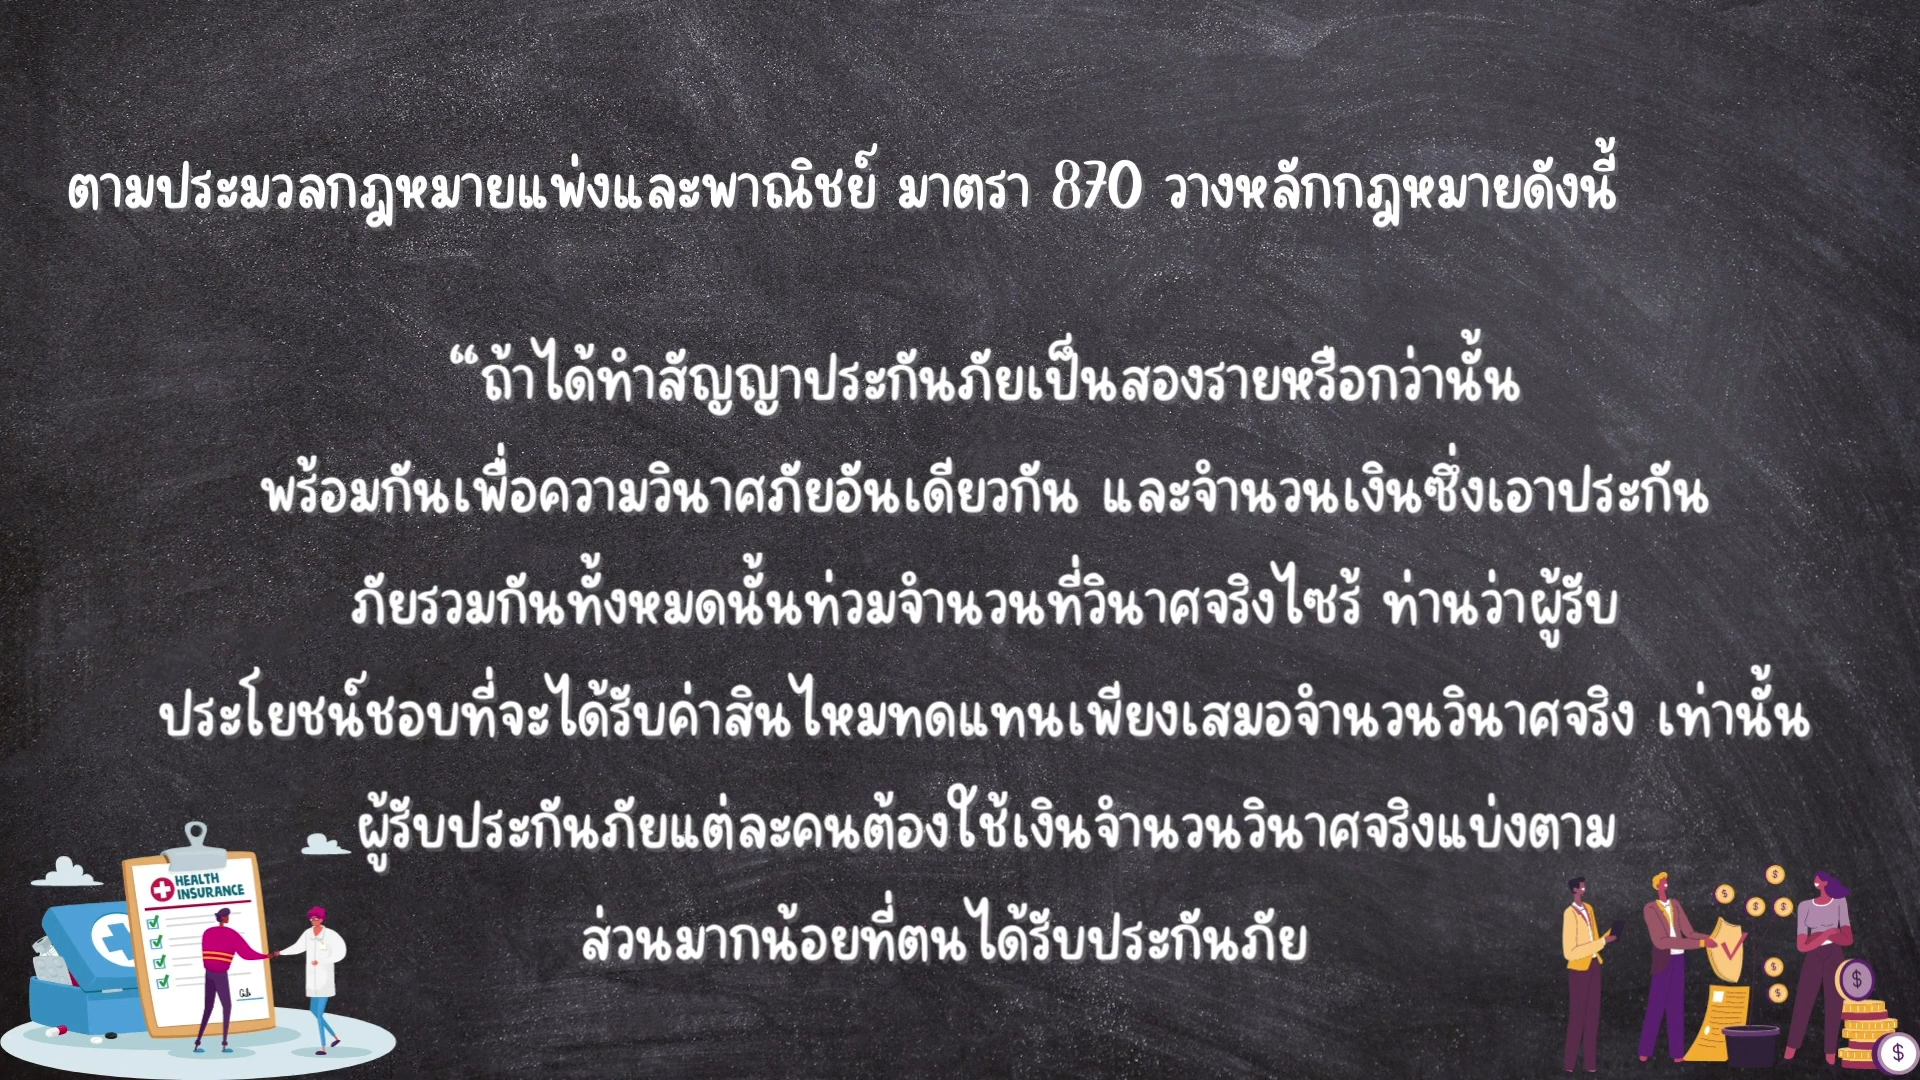 ตามประมวลกฎหมายแพ่งและพาณิชย์ มาตรา 870 วางหลักกฎหมายดังนี้
“ถ้าได้ทำสัญญาประกันภัยเป็นสองรายหรือกว่านั้น
พร้อมกันเพื่อความวินาศภัยอันเดียวกัน และจำนวนเงินซึ่งเอาประกัน
ภัยรวมกันทั้งหมดนั้นท่วมจำนวนที่วินาศจริงไซร้ ท่านว่าผู้รับ
ประโยชน์ชอบที่จะได้รับค่าสินไหมทดแทนเพียงเสมอจำนวนวินาศจริง เท่านั้น
ผู้รับประกันภัยแต่ละคนต้องใช้เงินจำนวนวินาศจริงแบ่งตาม
ส่วนมากน้อยที่ตนได้รับประกันภัย
HEALTH
INSURANCE